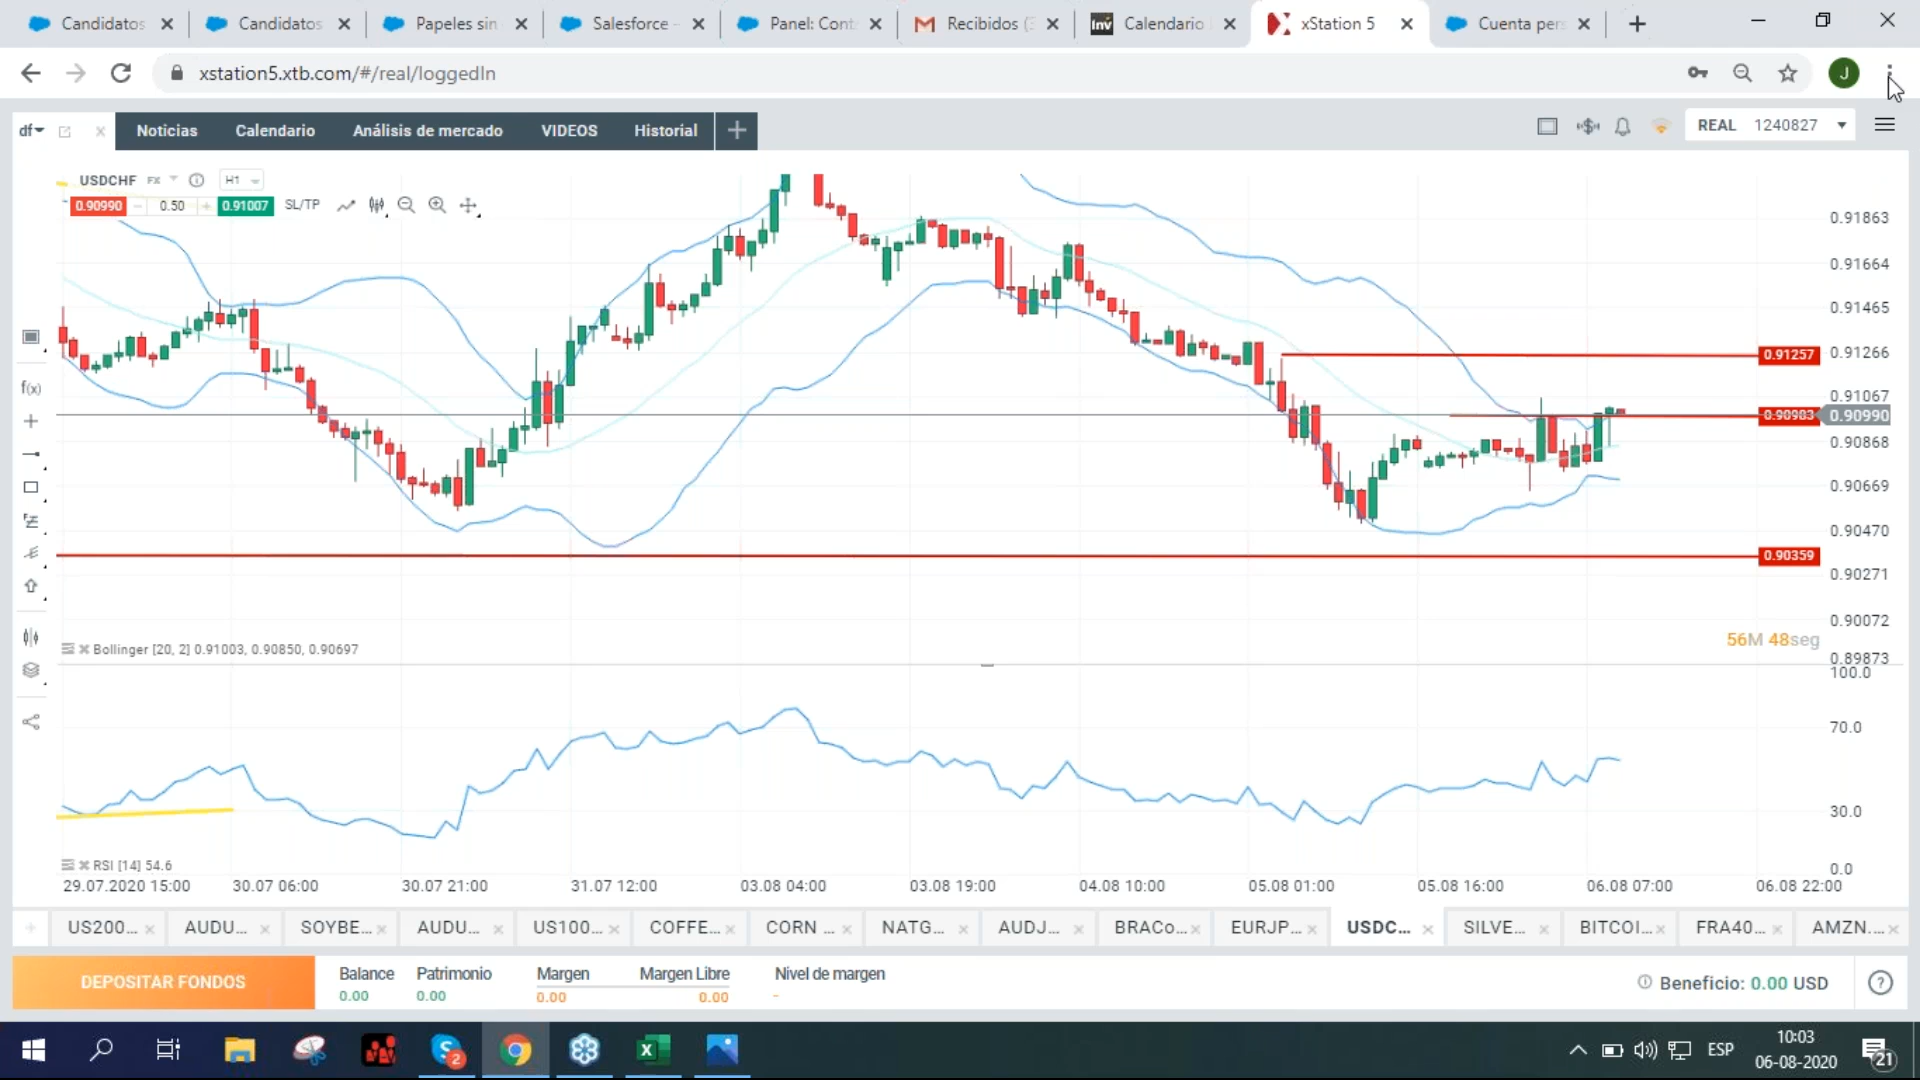 Candidatos
Candidatos
Papeles sin
Salesforce -
Panel: Cont
Recibidos (3
Calendario
xStation 5
Cuenta pers
xstation5.xtb.com/#/real/loggedIn
J
df
Noticias
Calendario
Análisis de mercado
VIDEOS
Historial
REAL 1240827
USDCHF FX H1
0.90990 - 0.50 + 0.91007 SL/TP
0.91863
0.91664
0.91465
0.91257
0.91266
0.91067
0.90983
0.90990
0.90868
0.90669
0.90470
0.90359
0.90271
0.90072
0.89873
f(x)
56M 48seg
Bollinger [20, 2] 0.91003, 0.90850, 0.90697
100.0
70.0
30.0
0.0
RSI [14] 54.6
29.07.2020 15:00
30.07 06:00
30.07 21:00
31.07 12:00
03.08 04:00
03.08 19:00
04.08 10:00
05.08 01:00
05.08 16:00
06.08 07:00
06.08 22:00
US200...
AUDU...
SOYBE...
AUDU...
US100...
COFFE...
CORN ...
NATG...
AUDJ...
BRACo...
EURJP...
USDC...
SILVE...
BITCOI...
FRA40...
AMZN....
DEPOSITAR FONDOS
Balance
0.00
Patrimonio
0.00
Margen
0.00
Margen Libre
0.00
Nivel de margen
-
Beneficio: 0.00 USD
?
2
ESP
10:03
06-08-2020
21